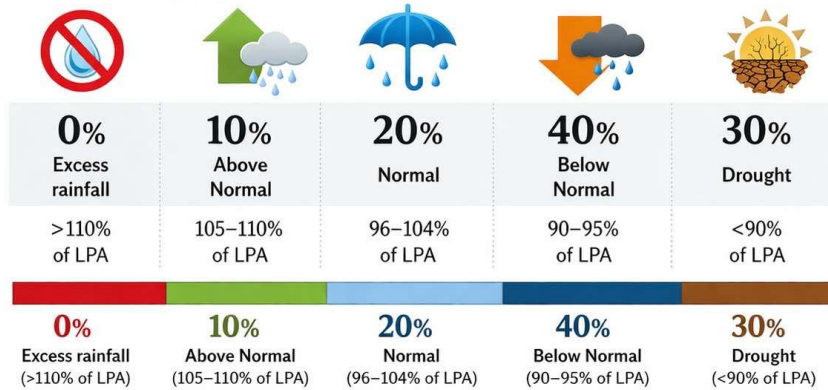 0% 10% 20% 40% 30%
Excess rainfall Above Normal Normal Below Normal Drought
>110% of LPA 105–110% of LPA 96–104% of LPA 90–95% of LPA <90% of LPA
0% 10% 20% 40% 30%
Excess rainfall Above Normal Normal Below Normal Drought
(>110% of LPA) (105–110% of LPA) (96–104% of LPA) (90–95% of LPA) (<90% of LPA)